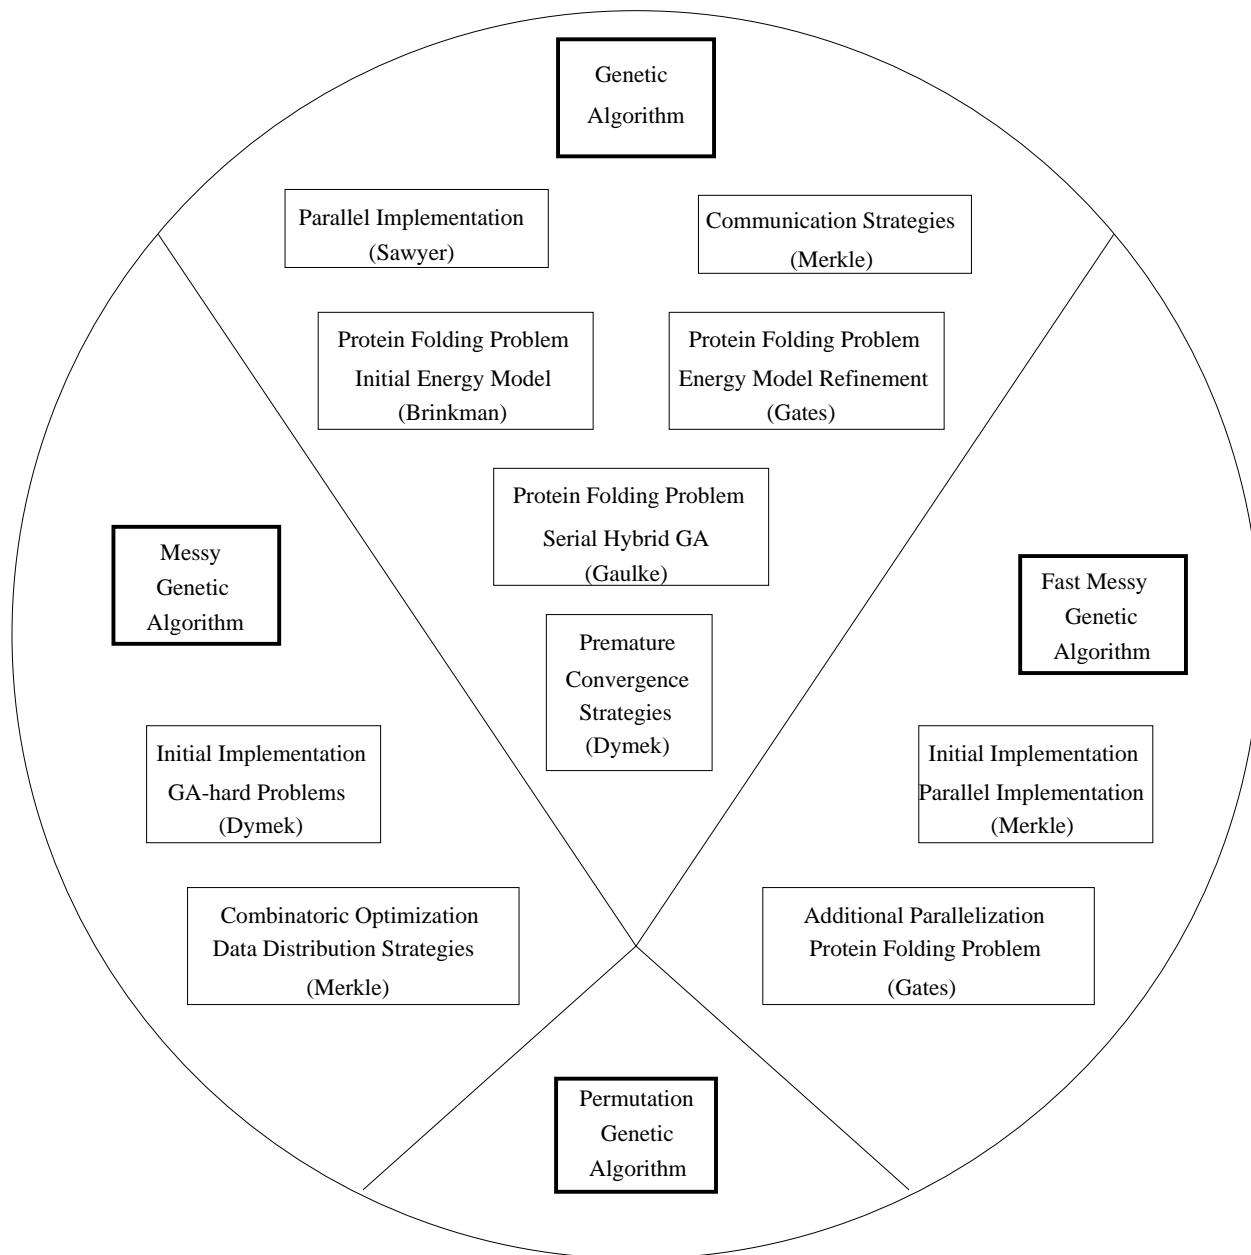 Genetic
Algorithm
Parallel Implementation
(Sawyer)
Communication Strategies
(Merkle)
Protein Folding Problem
Initial Energy Model
(Brinkman)
Protein Folding Problem
Energy Model Refinement
(Gates)
Protein Folding Problem
Serial Hybrid GA
(Gaulke)
Premature
Convergence
Strategies
(Dymek)
Messy
Genetic
Algorithm
Initial Implementation
GA-hard Problems
(Dymek)
Combinatoric Optimization
Data Distribution Strategies
(Merkle)
Fast Messy
Genetic
Algorithm
Initial Implementation
Parallel Implementation
(Merkle)
Additional Parallelization
Protein Folding Problem
(Gates)
Permutation
Genetic
Algorithm